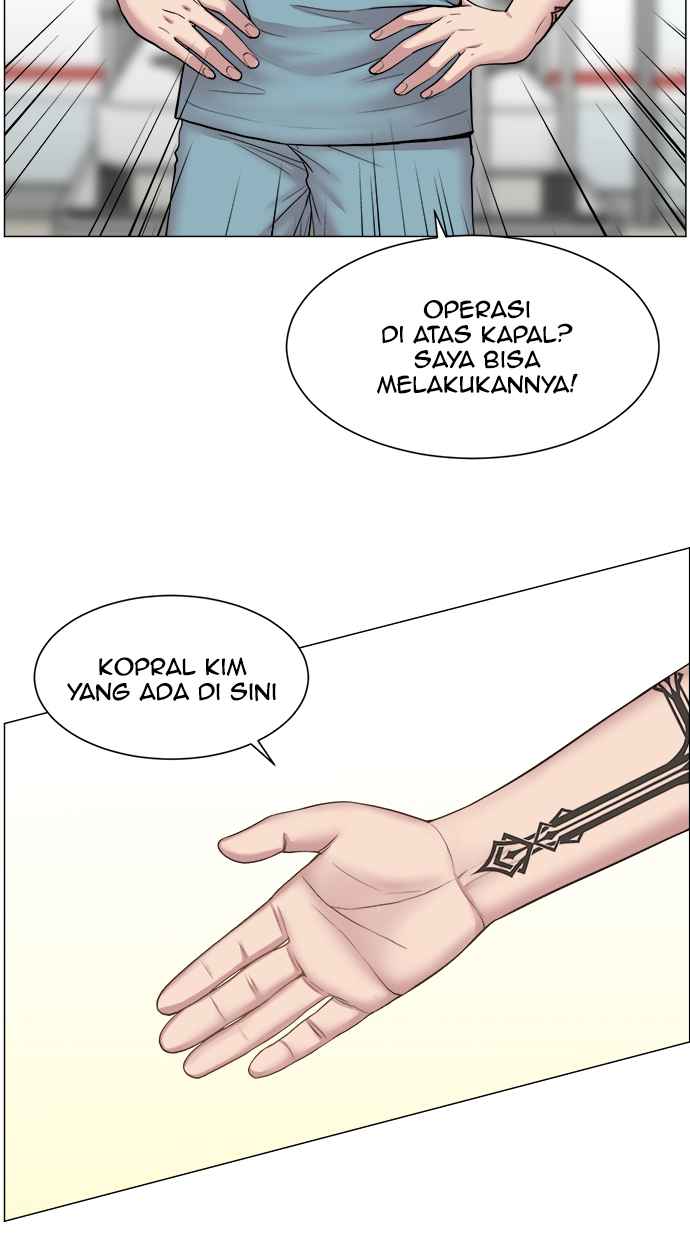 OPERASI
DI ATAS KAPAL?
SAYA BISA
MELAKUKANNYA!
KOPRAL KIM
YANG ADA DI SINI